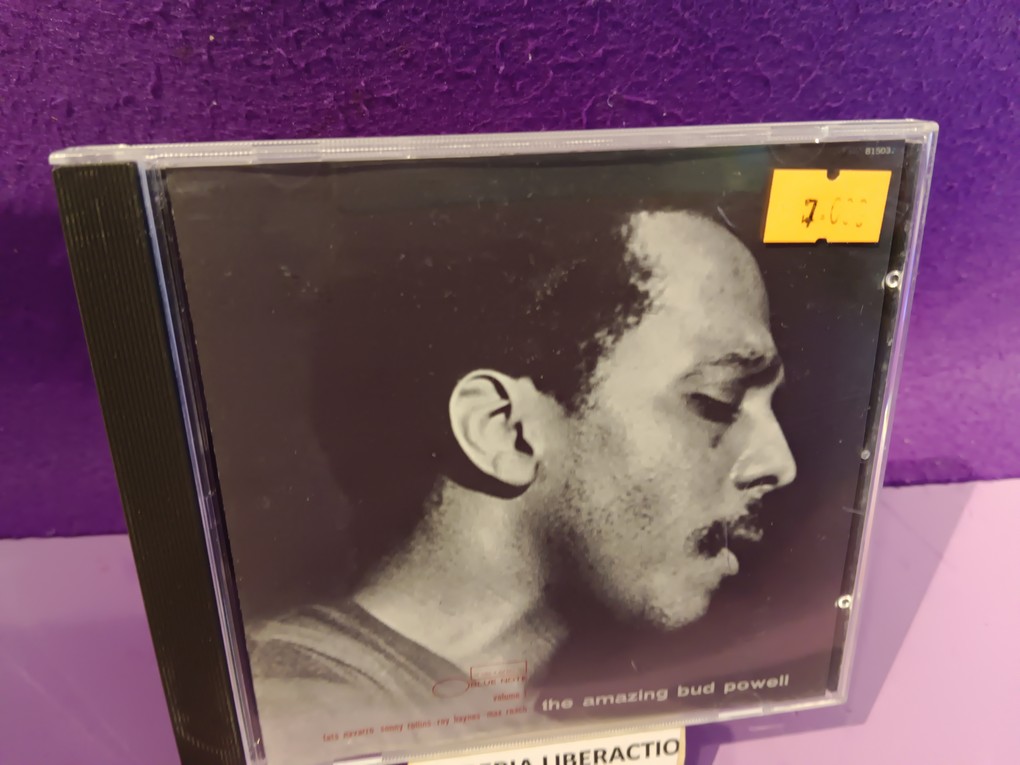 81503
7.000
BLUE NOTE
volume
the amazing bud powell
fats navarro · sonny rollins · roy haynes · max roach
ERIA LIBERACTIO